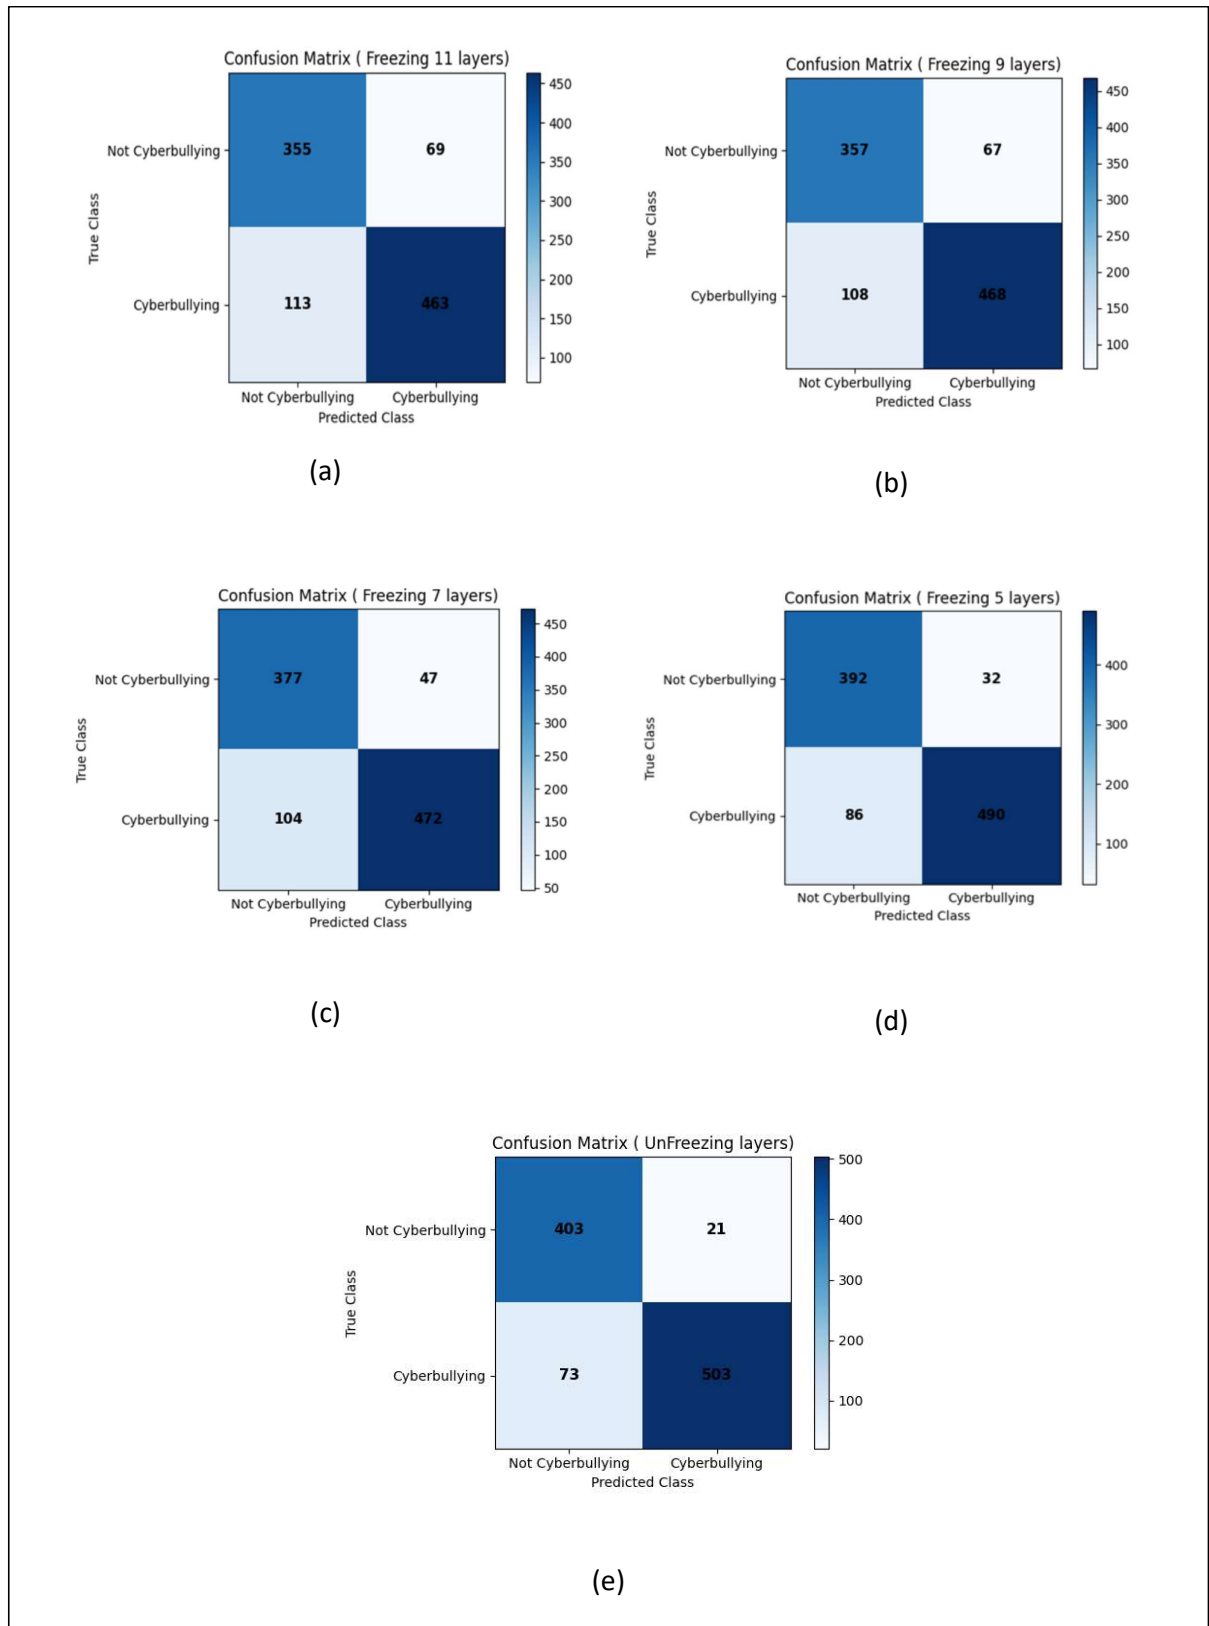 Confusion Matrix ( Freezing 11 layers)
450
400
350
300
250
200
150
100
Not Cyberbullying
355 69
True Class
Cyberbullying
113 463
Not Cyberbullying Cyberbullying
Predicted Class
(a)
Confusion Matrix ( Freezing 9 layers)
450
400
350
300
250
200
150
100
Not Cyberbullying
357 67
True Class
Cyberbullying
108 468
Not Cyberbullying Cyberbullying
Predicted Class
(b)
Confusion Matrix ( Freezing 7 layers)
450
400
350
300
250
200
150
100
50
Not Cyberbullying
377 47
True Class
Cyberbullying
104 472
Not Cyberbullying Cyberbullying
Predicted Class
(c)
Confusion Matrix ( Freezing 5 layers)
400
300
200
100
Not Cyberbullying
392 32
True Class
Cyberbullying
86 490
Not Cyberbullying Cyberbullying
Predicted Class
(d)
Confusion Matrix ( UnFreezing layers)
500
400
300
200
100
Not Cyberbullying
403 21
True Class
Cyberbullying
73 503
Not Cyberbullying Cyberbullying
Predicted Class
(e)